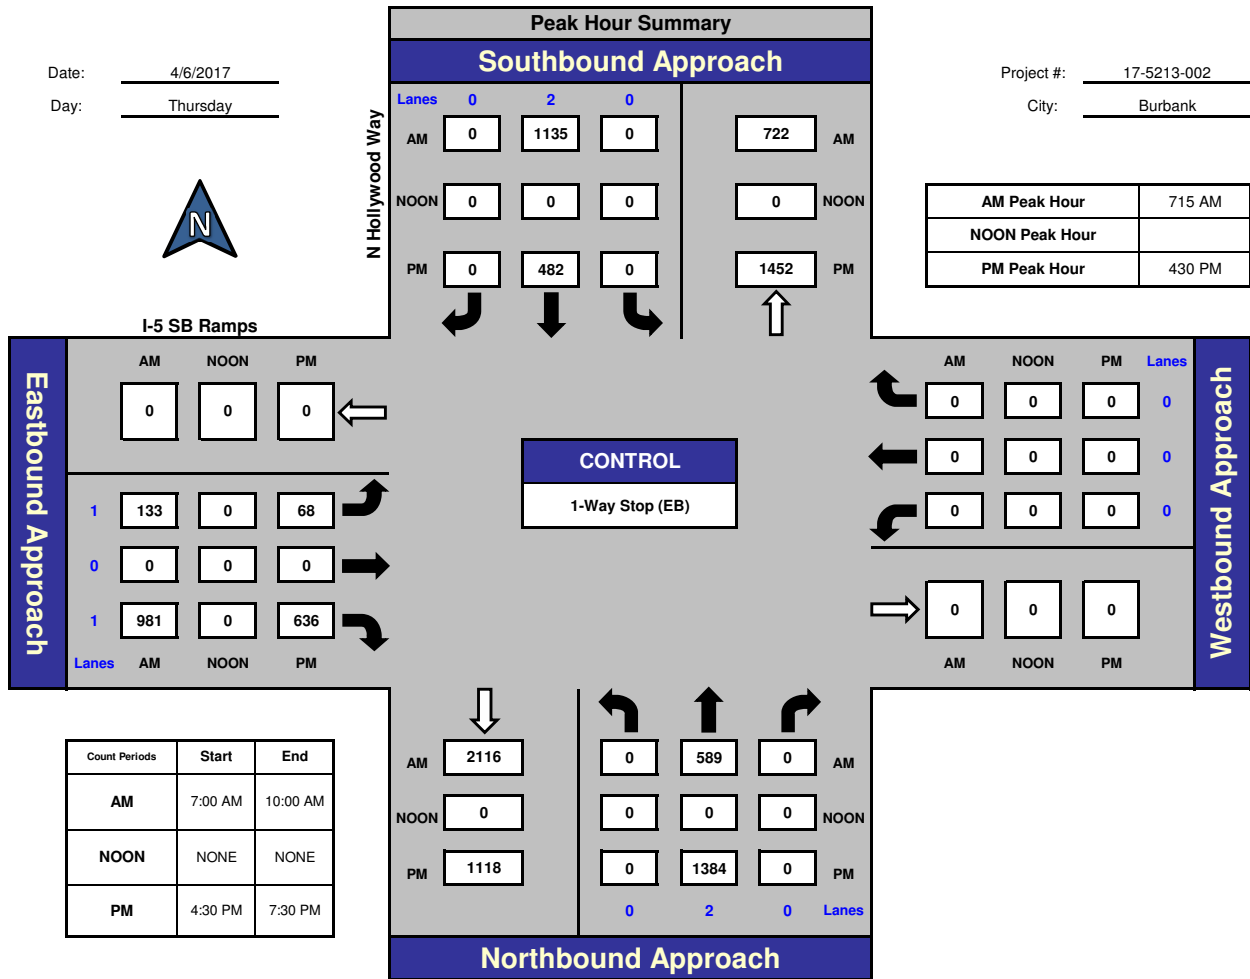 Peak Hour Summary
Southbound Approach
Date: 4/6/2017
Day: Thursday
Project #: 17-5213-002
City: Burbank
N Hollywood Way
Lanes 0 2 0
AM 0 1135 0 722 AM
NOON 0 0 0 0 NOON
PM 0 482 0 1452 PM
N
AM Peak Hour 715 AM
NOON Peak Hour
PM Peak Hour 430 PM
I-5 SB Ramps
Eastbound Approach
AM NOON PM
0 0 0
1 133 0 68
0 0 0 0
1 981 0 636
Lanes AM NOON PM
CONTROL
1-Way Stop (EB)
AM NOON PM Lanes
0 0 0 0
0 0 0 0
0 0 0 0
0 0 0
AM NOON PM
Westbound Approach
Count Periods Start End
AM 7:00 AM 10:00 AM
NOON NONE NONE
PM 4:30 PM 7:30 PM
AM 2116 0 589 0 AM
NOON 0 0 0 0 NOON
PM 1118 0 1384 0 PM
0 2 0 Lanes
Northbound Approach